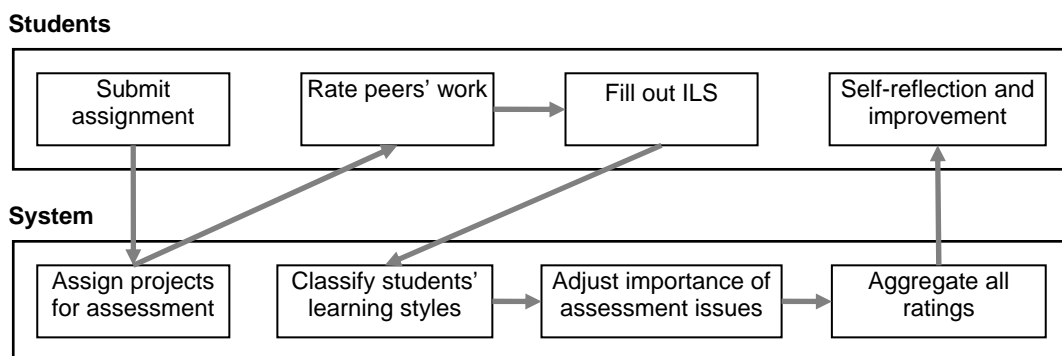 Students
Submit
assignment
Rate peers’ work
Fill out ILS
Self-reflection and
improvement
System
Assign projects
for assessment
Classify students’
learning styles
Adjust importance of
assessment issues
Aggregate all
ratings